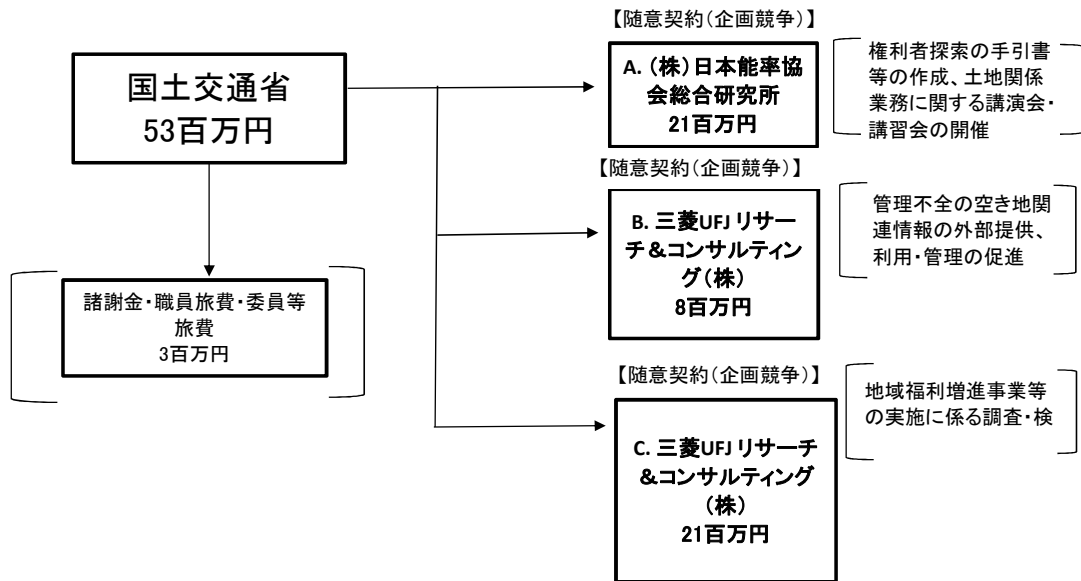 国土交通省
53百万円
諸謝金・職員旅費・委員等
旅費
3百万円
【随意契約(企画競争)】
A. (株)日本能率協
会総合研究所
21百万円
権利者探索の手引書
等の作成、土地関係
業務に関する講演会・
講習会の開催
【随意契約(企画競争)】
B. 三菱UFJリサー
チ&コンサルティン
グ(株)
8百万円
管理不全の空き地関
連情報の外部提供、
利用・管理の促進
【随意契約(企画競争)】
C. 三菱UFJリサーチ
&コンサルティング
(株)
21百万円
地域福利増進事業等
の実施に係る調査・検